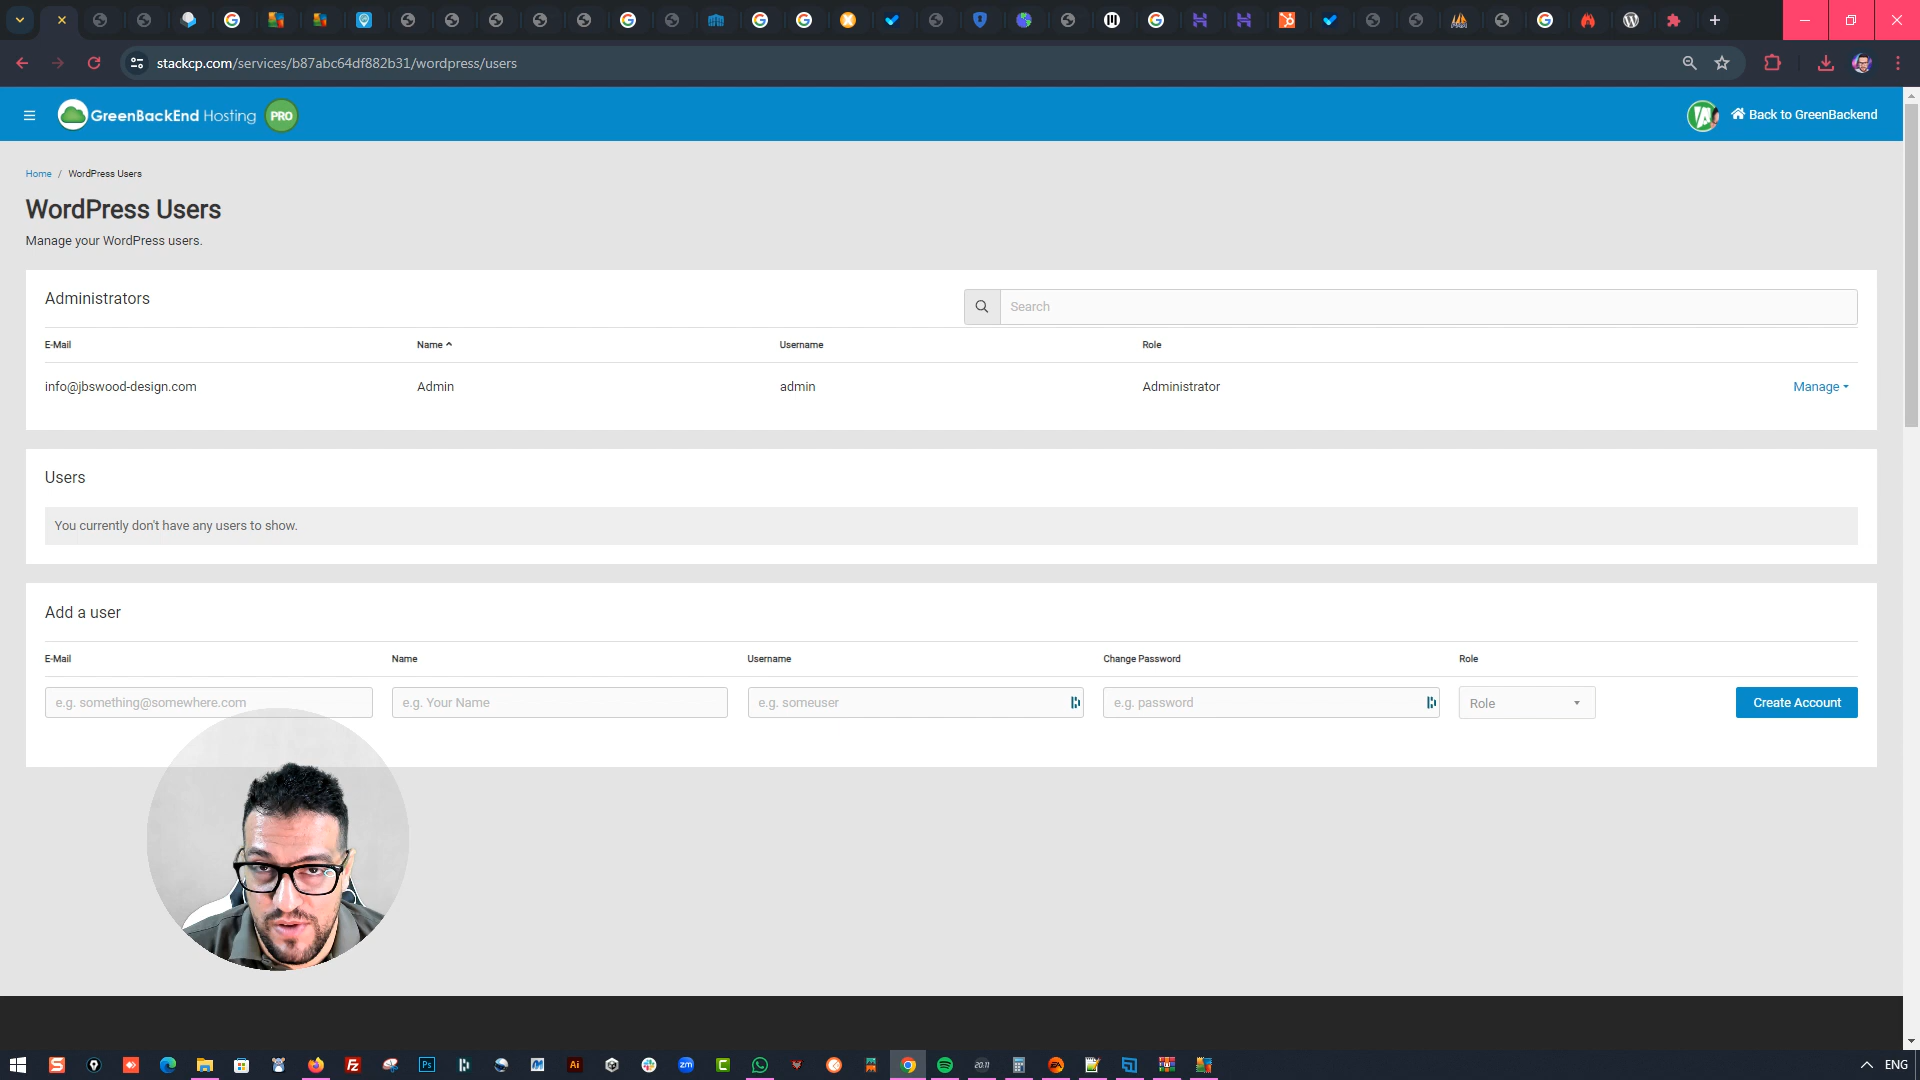 stackcp.com/services/b87abc64df882b31/wordpress/users
GreenBackEnd Hosting PRO
Back to GreenBackend
Home / WordPress Users
WordPress Users
Manage your WordPress users.
Administrators
Search
E-Mail Name Username Role
info@jbswood-design.com Admin admin Administrator Manage
Users
You currently don't have any users to show.
Add a user
E-Mail Name Username Change Password Role
e.g. something@somewhere.com e.g. Your Name e.g. someuser e.g. password Role Create Account
ENG